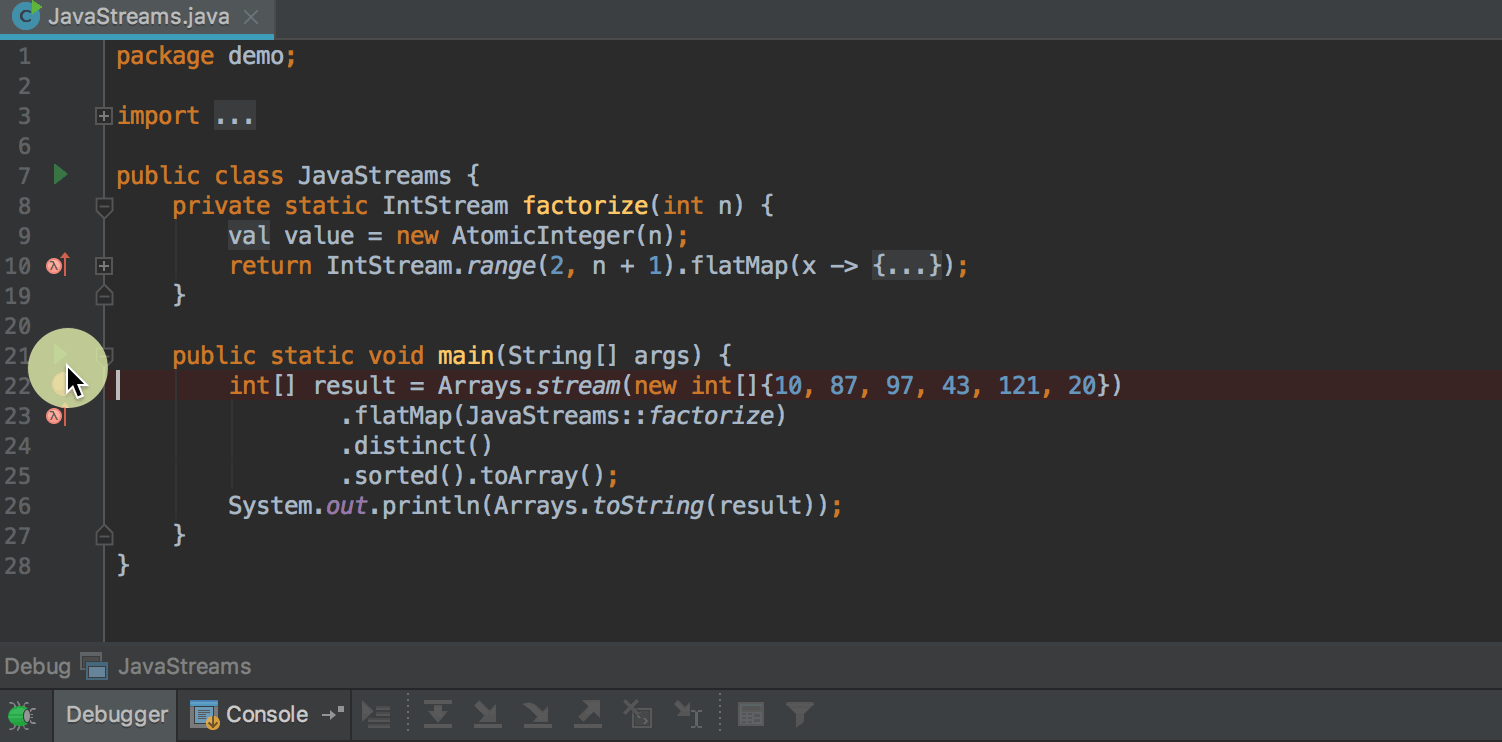 JavaStreams.java
1 package demo;
2
3 import ...
6
7 public class JavaStreams {
8 private static IntStream factorize(int n) {
9 val value = new AtomicInteger(n);
10 return IntStream.range(2, n + 1).flatMap(x -> {...});
19 }
20
21 public static void main(String[] args) {
22 int[] result = Arrays.stream(new int[]{10, 87, 97, 43, 121, 20})
23 .flatMap(JavaStreams::factorize)
24 .distinct()
25 .sorted().toArray();
26 System.out.println(Arrays.toString(result));
27 }
28 }
Debug JavaStreams
Debugger Console